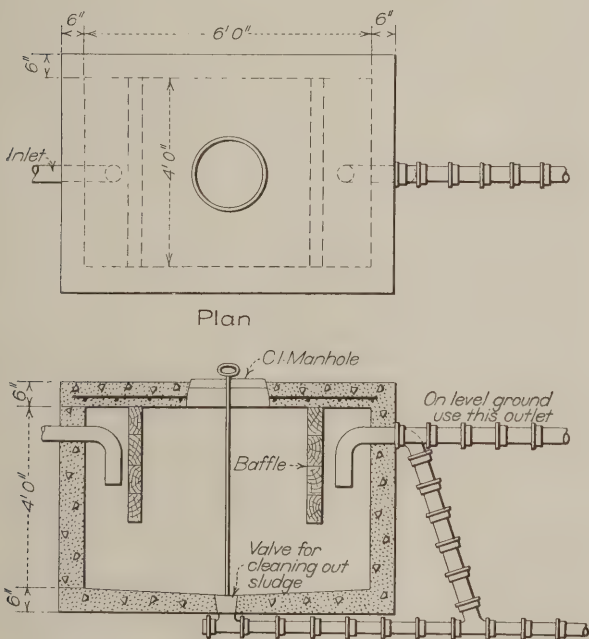 6" 6'0" 6"
6"
Inlet
4'0"
Plan
C.I. Manhole
6"
On level ground
use this outlet
4'0"
Baffle
Valve for
cleaning out
sludge
6"